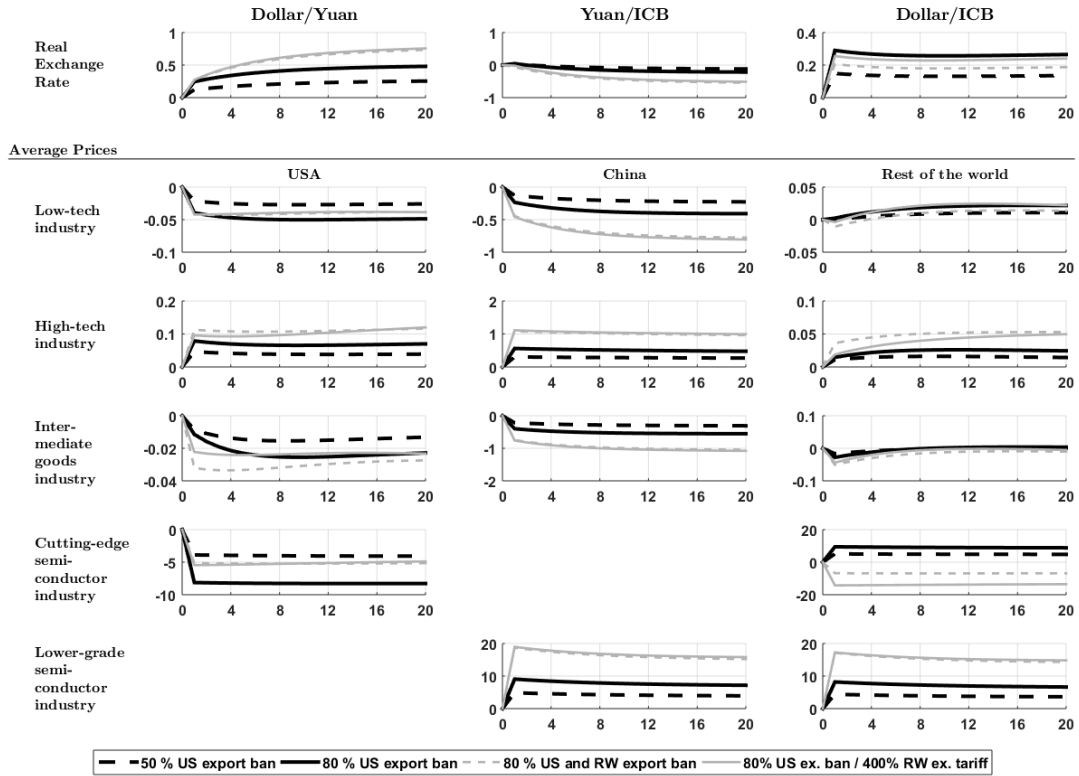 Dollar/Yuan Yuan/ICB Dollar/ICB
Real
Exchange
Rate
1
0.5
0
0 4 8 12 16 20
1
0
-1
0 4 8 12 16 20
0.4
0.2
0
0 4 8 12 16 20
Average Prices
USA China Rest of the world
Low-tech
industry
0
-0.05
-0.1
0 4 8 12 16 20
0
-0.5
-1
0 4 8 12 16 20
0.05
0
-0.05
0 4 8 12 16 20
High-tech
industry
0.2
0.1
0
0 4 8 12 16 20
2
1
0
0 4 8 12 16 20
0.1
0.05
0
0 4 8 12 16 20
Inter-
mediate
goods
industry
0
-0.02
-0.04
0 4 8 12 16 20
0
-1
-2
0 4 8 12 16 20
0.1
0
-0.1
0 4 8 12 16 20
Cutting-edge
semi-
conductor
industry
0
-5
-10
0 4 8 12 16 20
20
0
-20
0 4 8 12 16 20
Lower-grade
semi-
conductor
industry
20
10
0
0 4 8 12 16 20
20
10
0
0 4 8 12 16 20
50 % US export ban 80 % US export ban 80 % US and RW export ban 80% US ex. ban / 400% RW ex. tariff